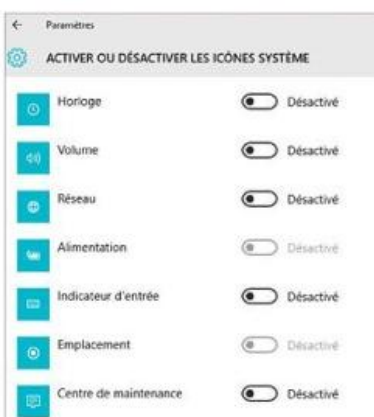 Paramètres
ACTIVER OU DÉSACTIVER LES ICÔNES SYSTÈME
Horloge Désactivé
Volume Désactivé
Réseau Désactivé
Alimentation Désactivé
Indicateur d'entrée Désactivé
Emplacement Désactivé
Centre de maintenance Désactivé